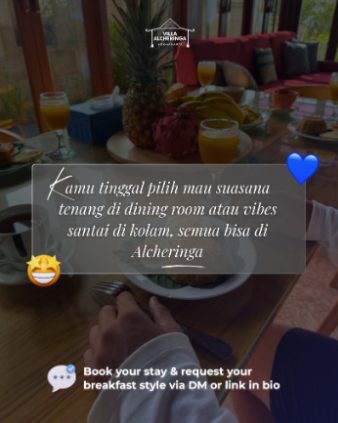 VILLA
ALCHERINGA
Kamu tinggal pilih mau suasana
tenang di dining room atau vibes
santai di kolam, semua bisa di
Alcheringa
Book your stay & request your
breakfast style via DM or link in bio